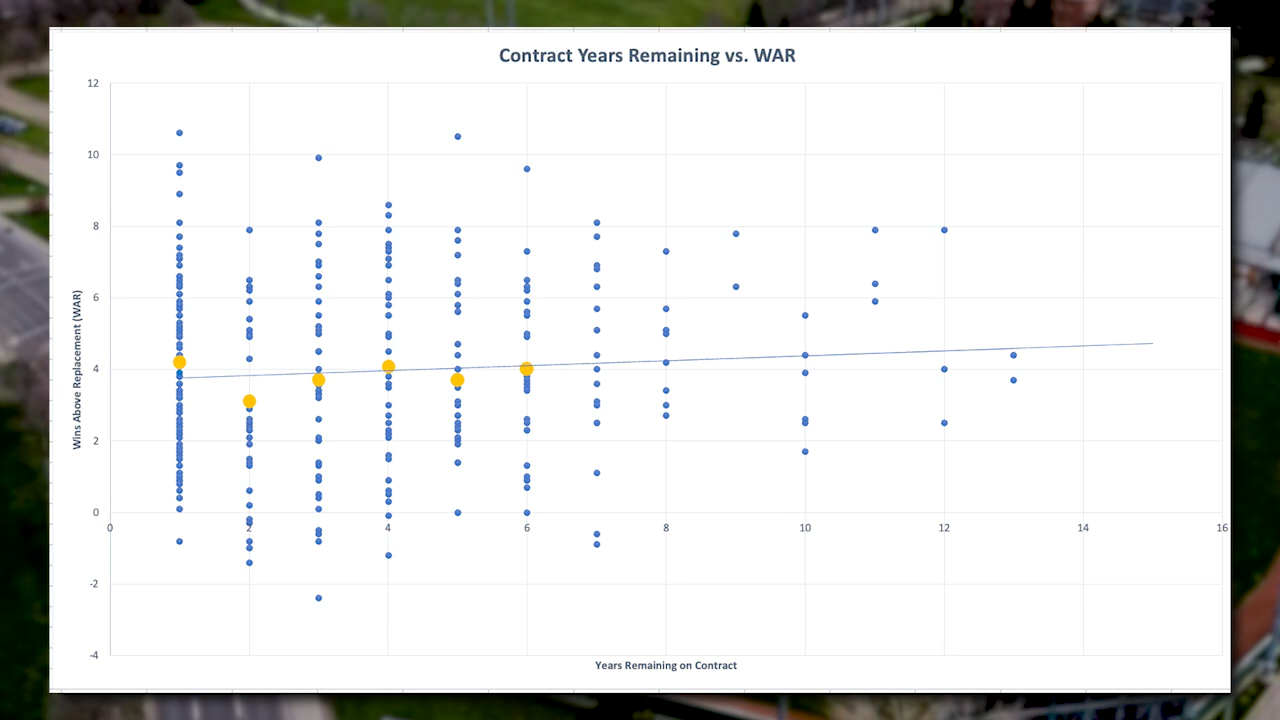 Contract Years Remaining vs. WAR
12
10
8
6
4
2
0
-2
-4
Wins Above Replacement (WAR)
0 2 4 6 8 10 12 14 16
Years Remaining on Contract